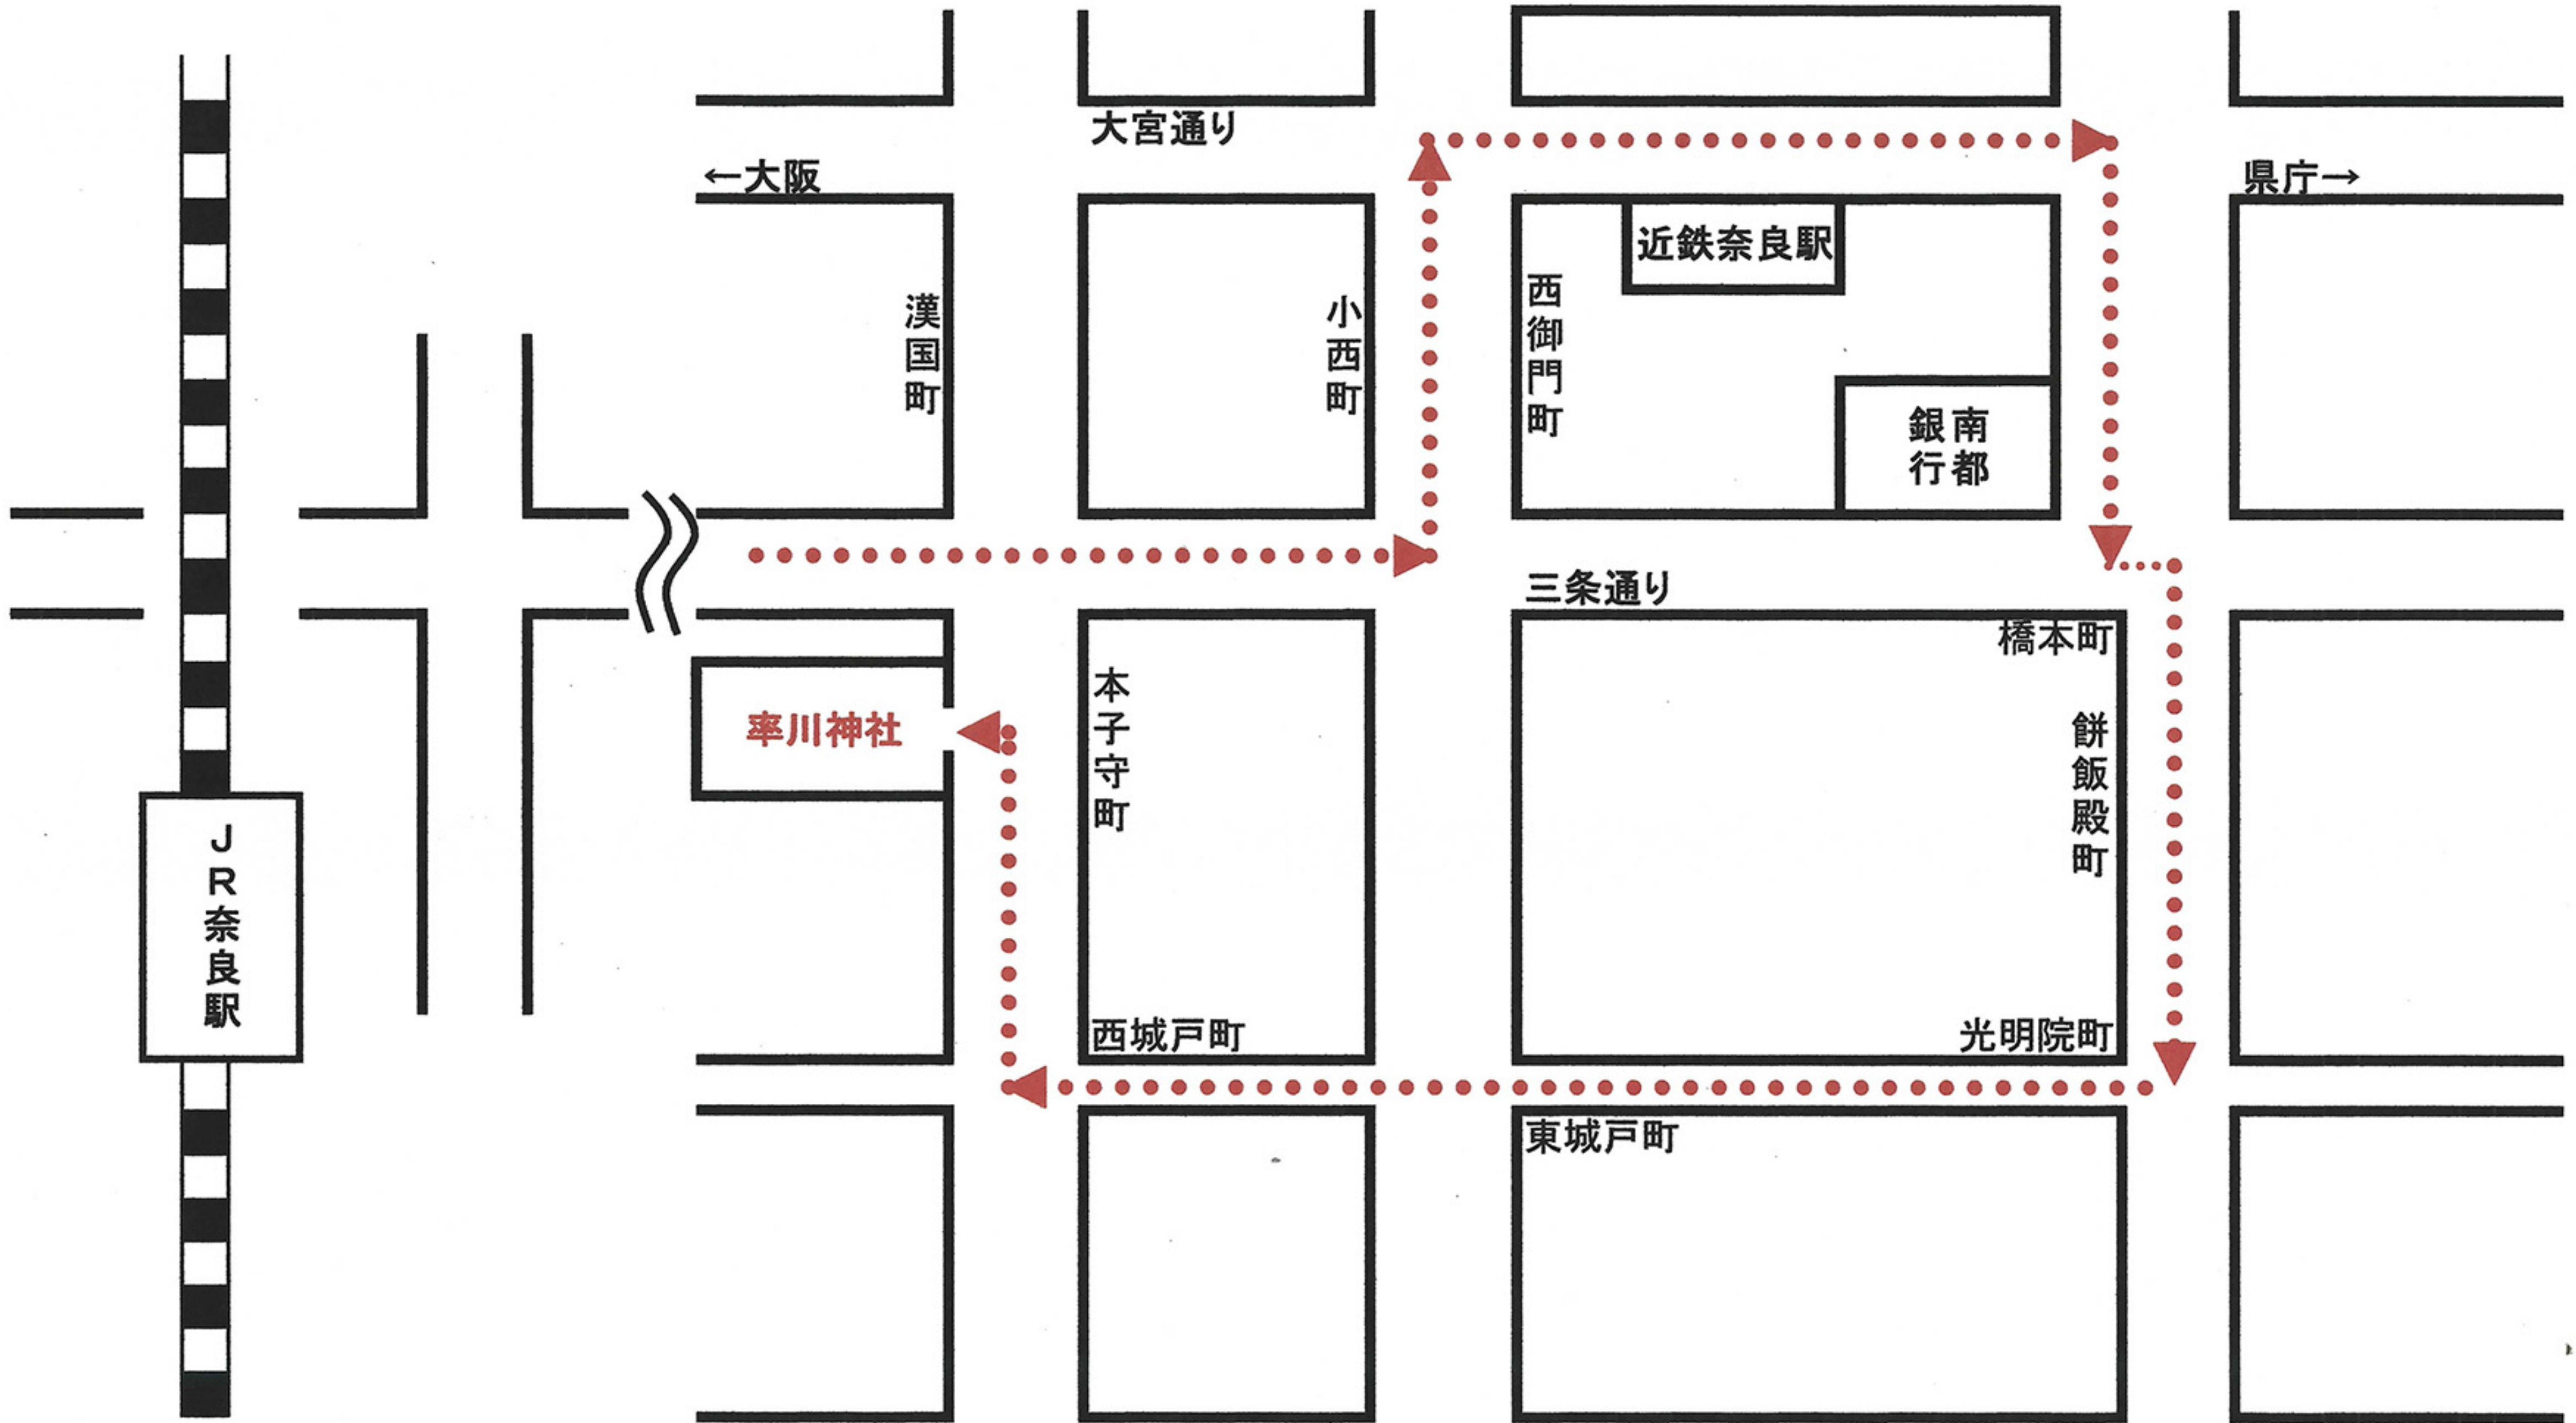 大宮通り
←大阪
県庁→
近鉄奈良駅
漢国町
小西町
西御門町
南都
銀行
三条通り
橋本町
率川神社
本子守町
餅飯殿町
JR奈良駅
西城戸町
光明院町
東城戸町